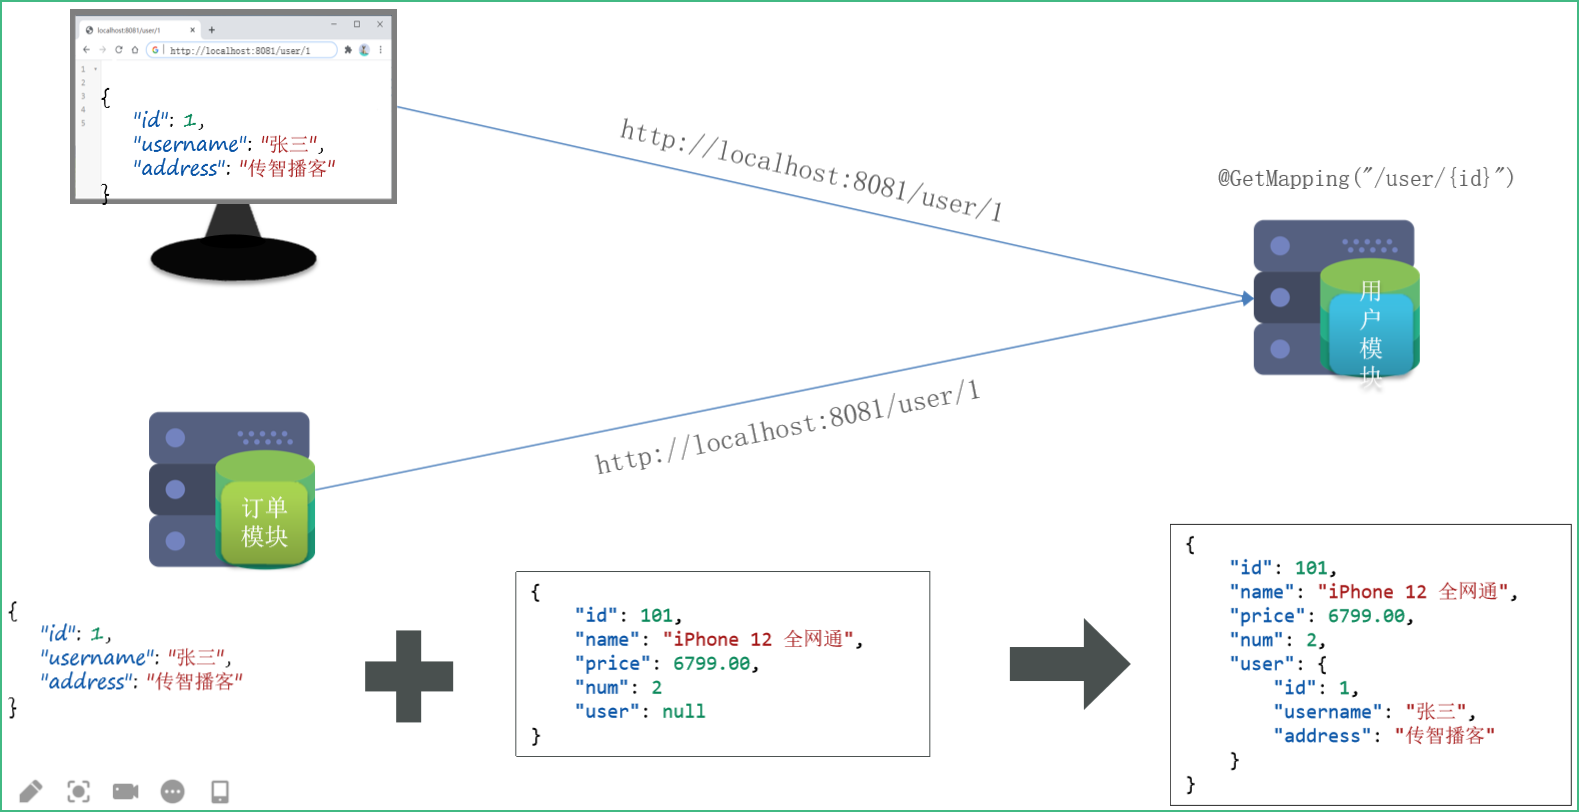 localhost:8081/user/1
http://localhost:8081/user/1
1
2
3
4
5
{
"id": 1,
"username": "张三",
"address": "传智播客"
}
http://localhost:8081/user/1
@GetMapping("/user/{id}")
用户模块
http://localhost:8081/user/1
订单
模块
{
"id": 1,
"username": "张三",
"address": "传智播客"
}
{
"id": 101,
"name": "iPhone 12 全网通",
"price": 6799.00,
"num": 2
"user": null
}
{
"id": 101,
"name": "iPhone 12 全网通",
"price": 6799.00,
"num": 2,
"user": {
"id": 1,
"username": "张三",
"address": "传智播客"
}
}